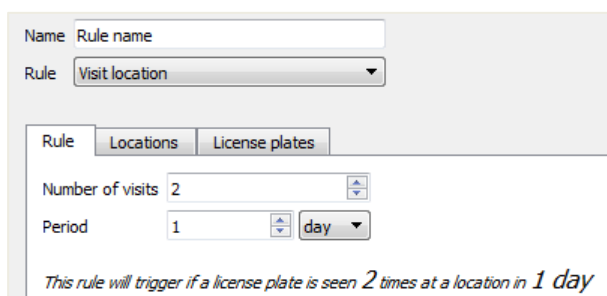 Name Rule name
Rule Visit location
Rule Locations License plates
Number of visits 2
Period 1 day
This rule will trigger if a license plate is seen 2 times at a location in 1 day